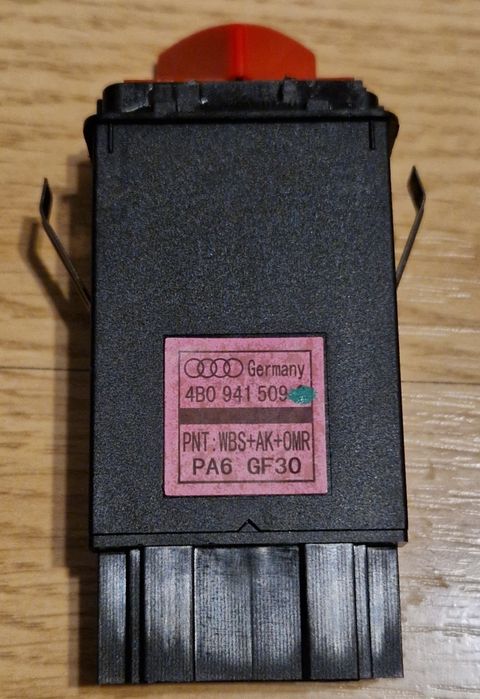 Germany
4B0 941 509
PNT:WBS+AK+OMR
PA6 GF30